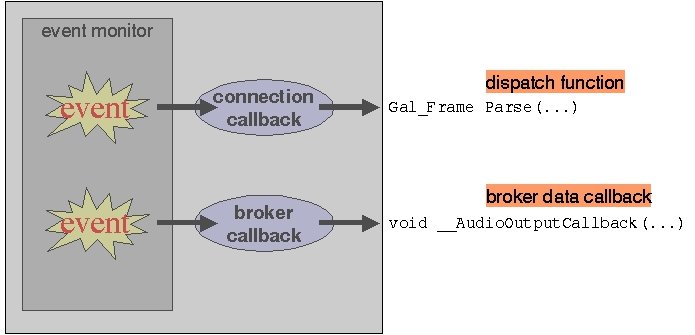 event monitor
dispatch function
event
connection
callback
Gal_Frame Parse(...)
broker data callback
event
broker
callback
void __AudioOutputCallback(...)